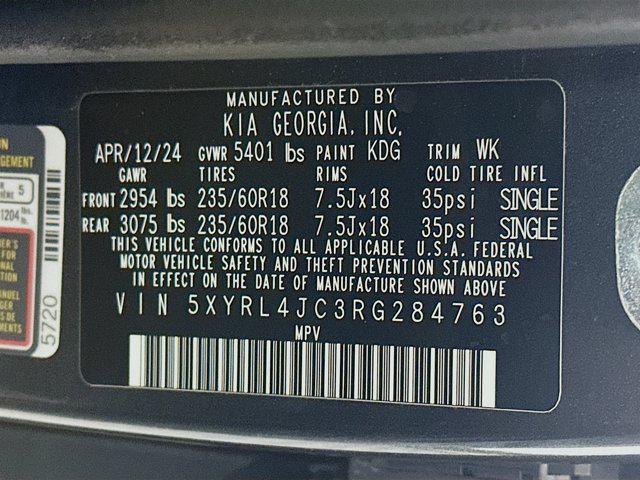 MANUFACTURED BY
KIA GEORGIA, INC.
APR/12/24 GVWR 5401 lbs PAINT KDG TRIM WK
GAWR TIRES RIMS COLD TIRE INFL
FRONT 2954 lbs 235/60R18 7.5Jx18 35psi SINGLE
REAR 3075 lbs 235/60R18 7.5Jx18 35psi SINGLE
THIS VEHICLE CONFORMS TO ALL APPLICABLE U.S.A. FEDERAL
MOTOR VEHICLE SAFETY AND THEFT PREVENTION STANDARDS
IN EFFECT ON THE DATE OF MANUFACTURE SHOWN ABOVE
VIN 5XYRL4JC3RG284763
MPV
5
1204 lbs.
5720